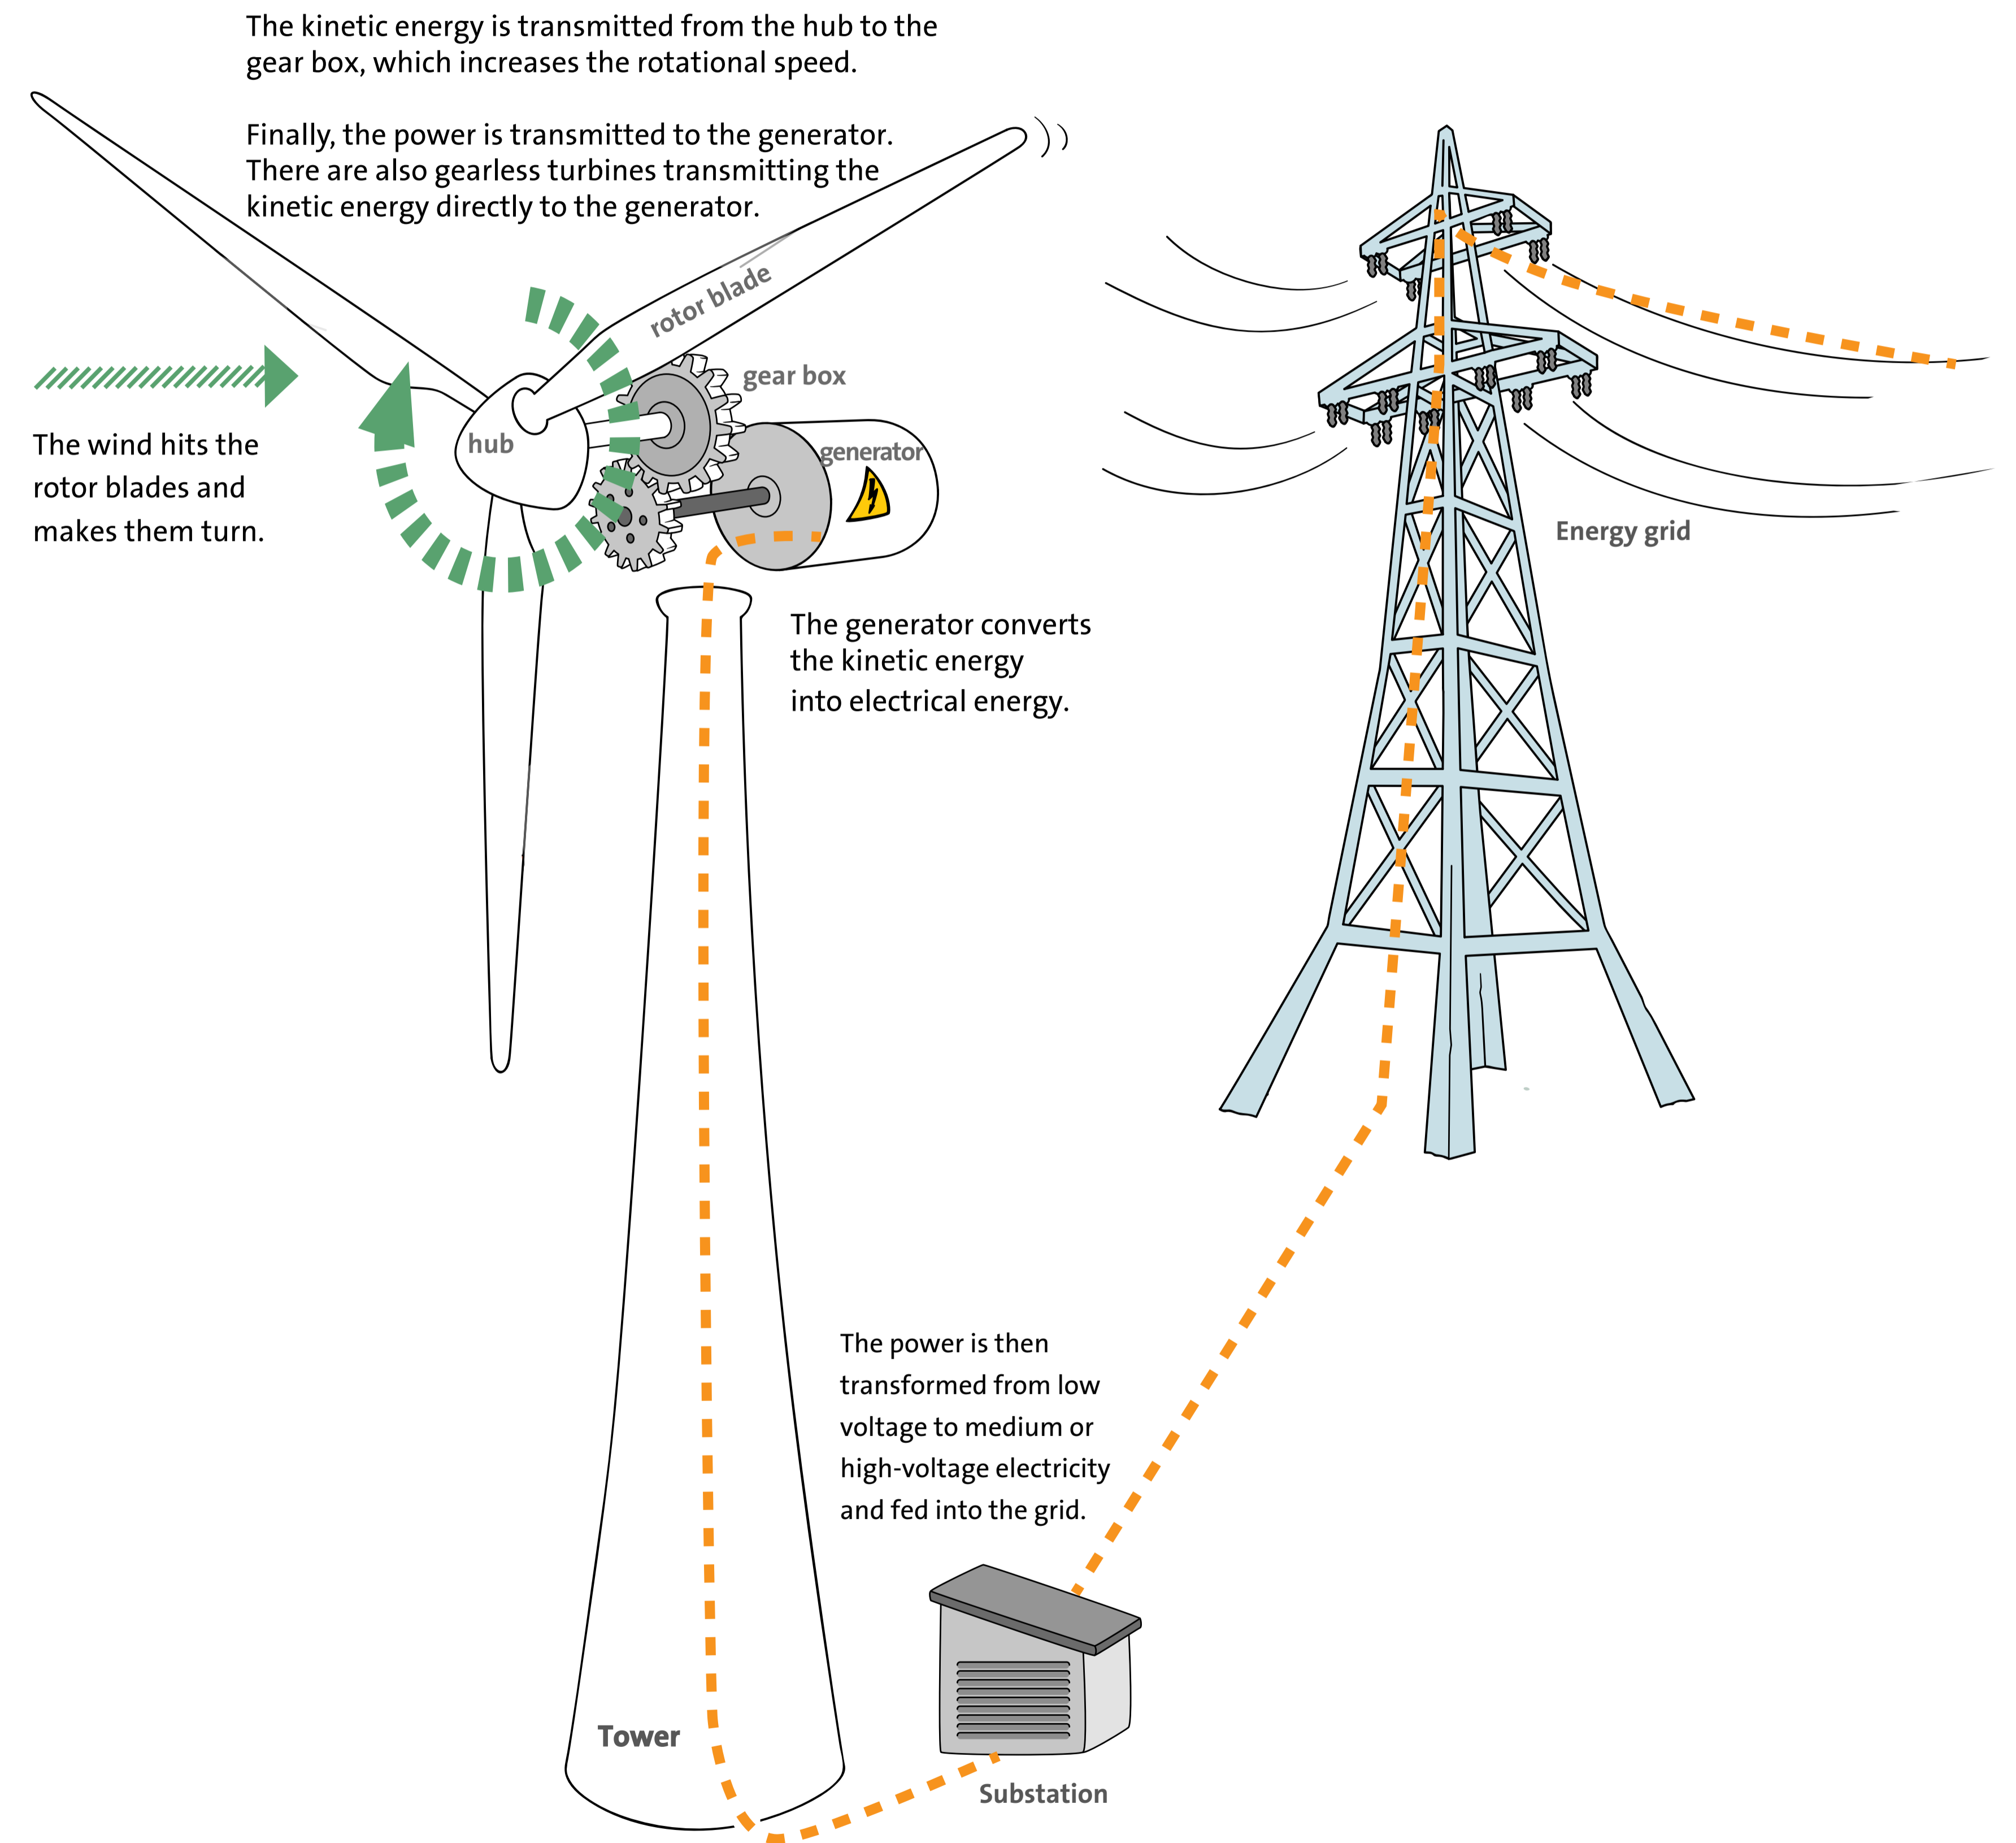 The kinetic energy is transmitted from the hub to the
gear box, which increases the rotational speed.
Finally, the power is transmitted to the generator.
There are also gearless turbines transmitting the
kinetic energy directly to the generator.
rotor blade
gear box
hub
generator
The wind hits the
rotor blades and
makes them turn.
Energy grid
The generator converts
the kinetic energy
into electrical energy.
The power is then
transformed from low
voltage to medium or
high-voltage electricity
and fed into the grid.
Tower
Substation